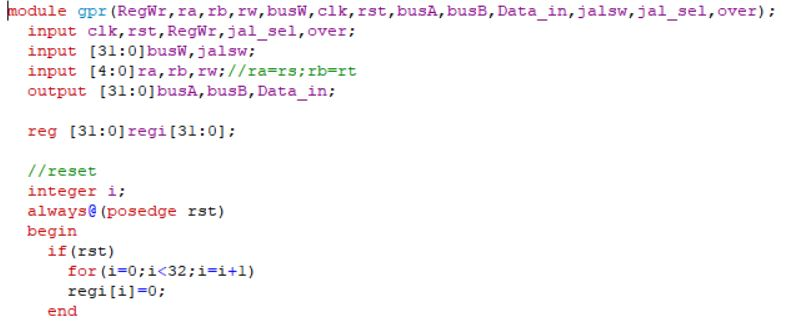 module gpr(RegWr,ra,rb,rw,busW,clk,rst,busA,busB,Data_in,jalsw,jal_sel,over);
input clk,rst,RegWr,jal_sel,over;
input [31:0]busW,jalsw;
input [4:0]ra,rb,rw;//ra=rs;rb=rt
output [31:0]busA,busB,Data_in;
reg [31:0]regi[31:0];
//reset
integer i;
always@(posedge rst)
begin
if(rst)
for(i=0;i<32;i=i+1)
regi[i]=0;
end